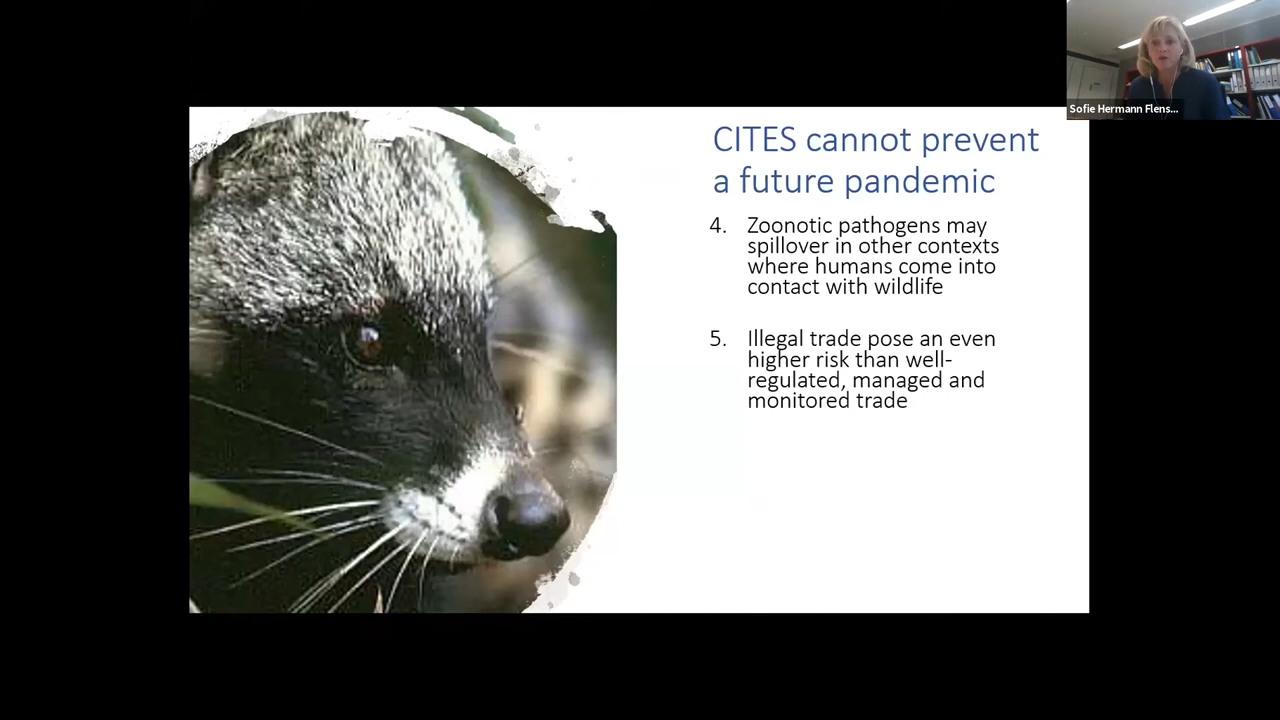 CITES cannot prevent
a future pandemic
4. Zoonotic pathogens may
spillover in other contexts
where humans come into
contact with wildlife
5. Illegal trade pose an even
higher risk than well-
regulated, managed and
monitored trade
Sofie Hermann Flens...